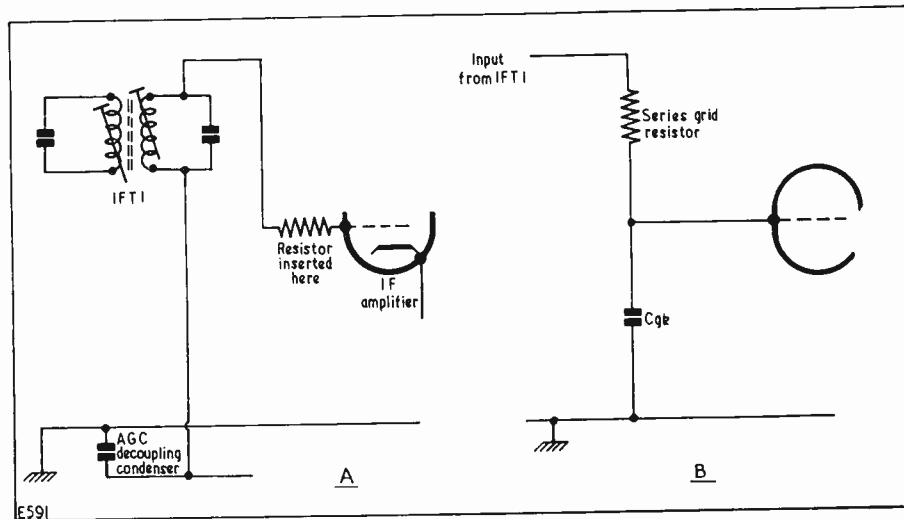 IFT1
Resistor
inserted
here
IF
amplifier
AGC
decoupling
condenser
A
Input
from IFT1
Series grid
resistor
Cgk
B
E591